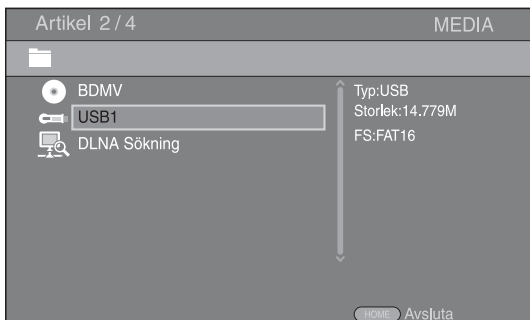 Artikel 2 / 4
MEDIA
BDMV
USB1
DLNA Sökning
Typ:USB
Storlek:14.779M
FS:FAT16
HOME Avsluta